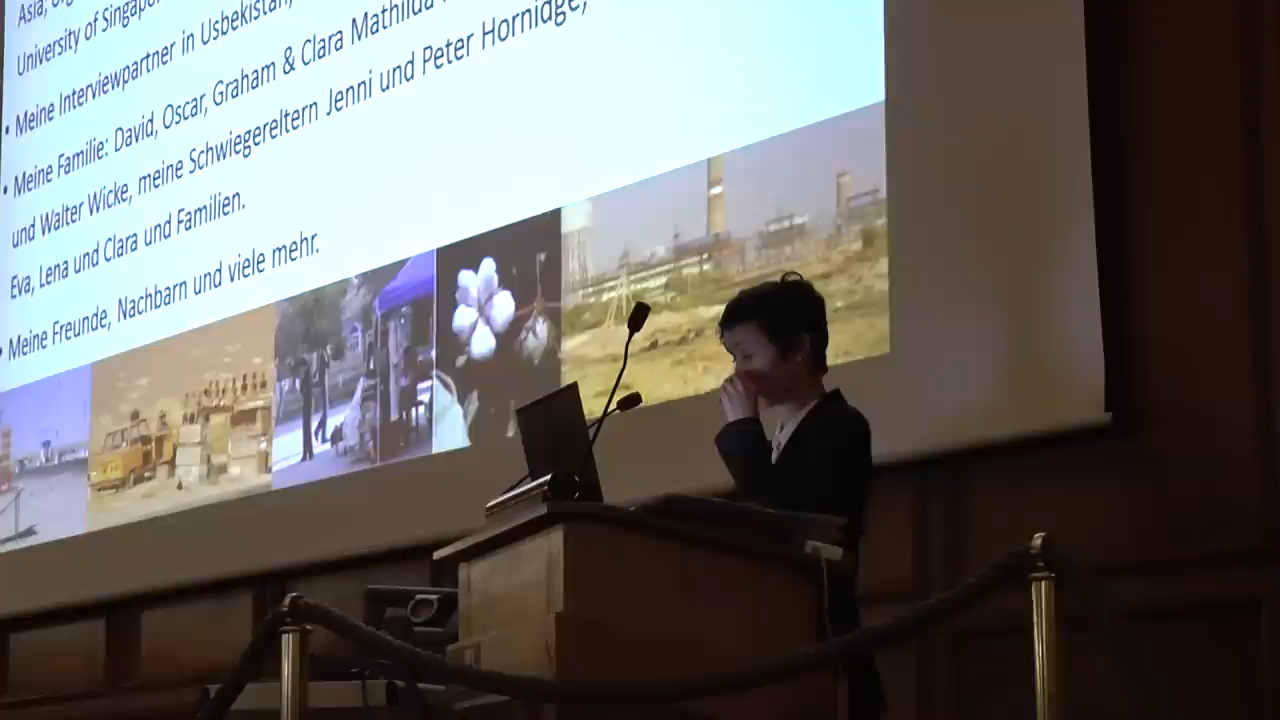 Asia,
University of Singapo
• Meine Interviewpartner in Usbekistan,
• Meine Familie: David, Oscar, Graham & Clara Mathilda
und Walter Wicke, meine Schwiegereltern Jenni und Peter Hornidge,
Eva, Lena und Clara und Familien.
• Meine Freunde, Nachbarn und viele mehr.